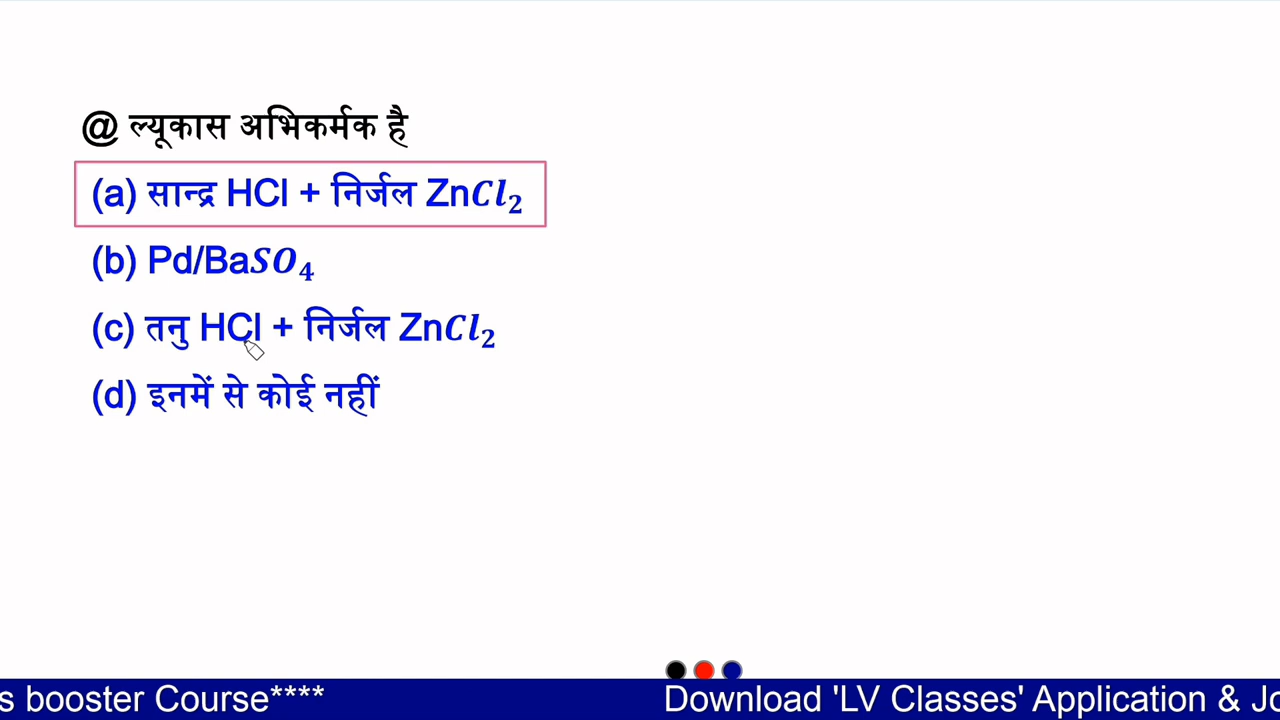 @ ल्यूकास अभिकर्मक है
(a) सान्द्र HCl + निर्जल ZnCl₂
(b) Pd/BaSO₄
(c) तनु HCl + निर्जल ZnCl₂
(d) इनमें से कोई नहीं
s booster Course**** Download 'LV Classes' Application & Jo